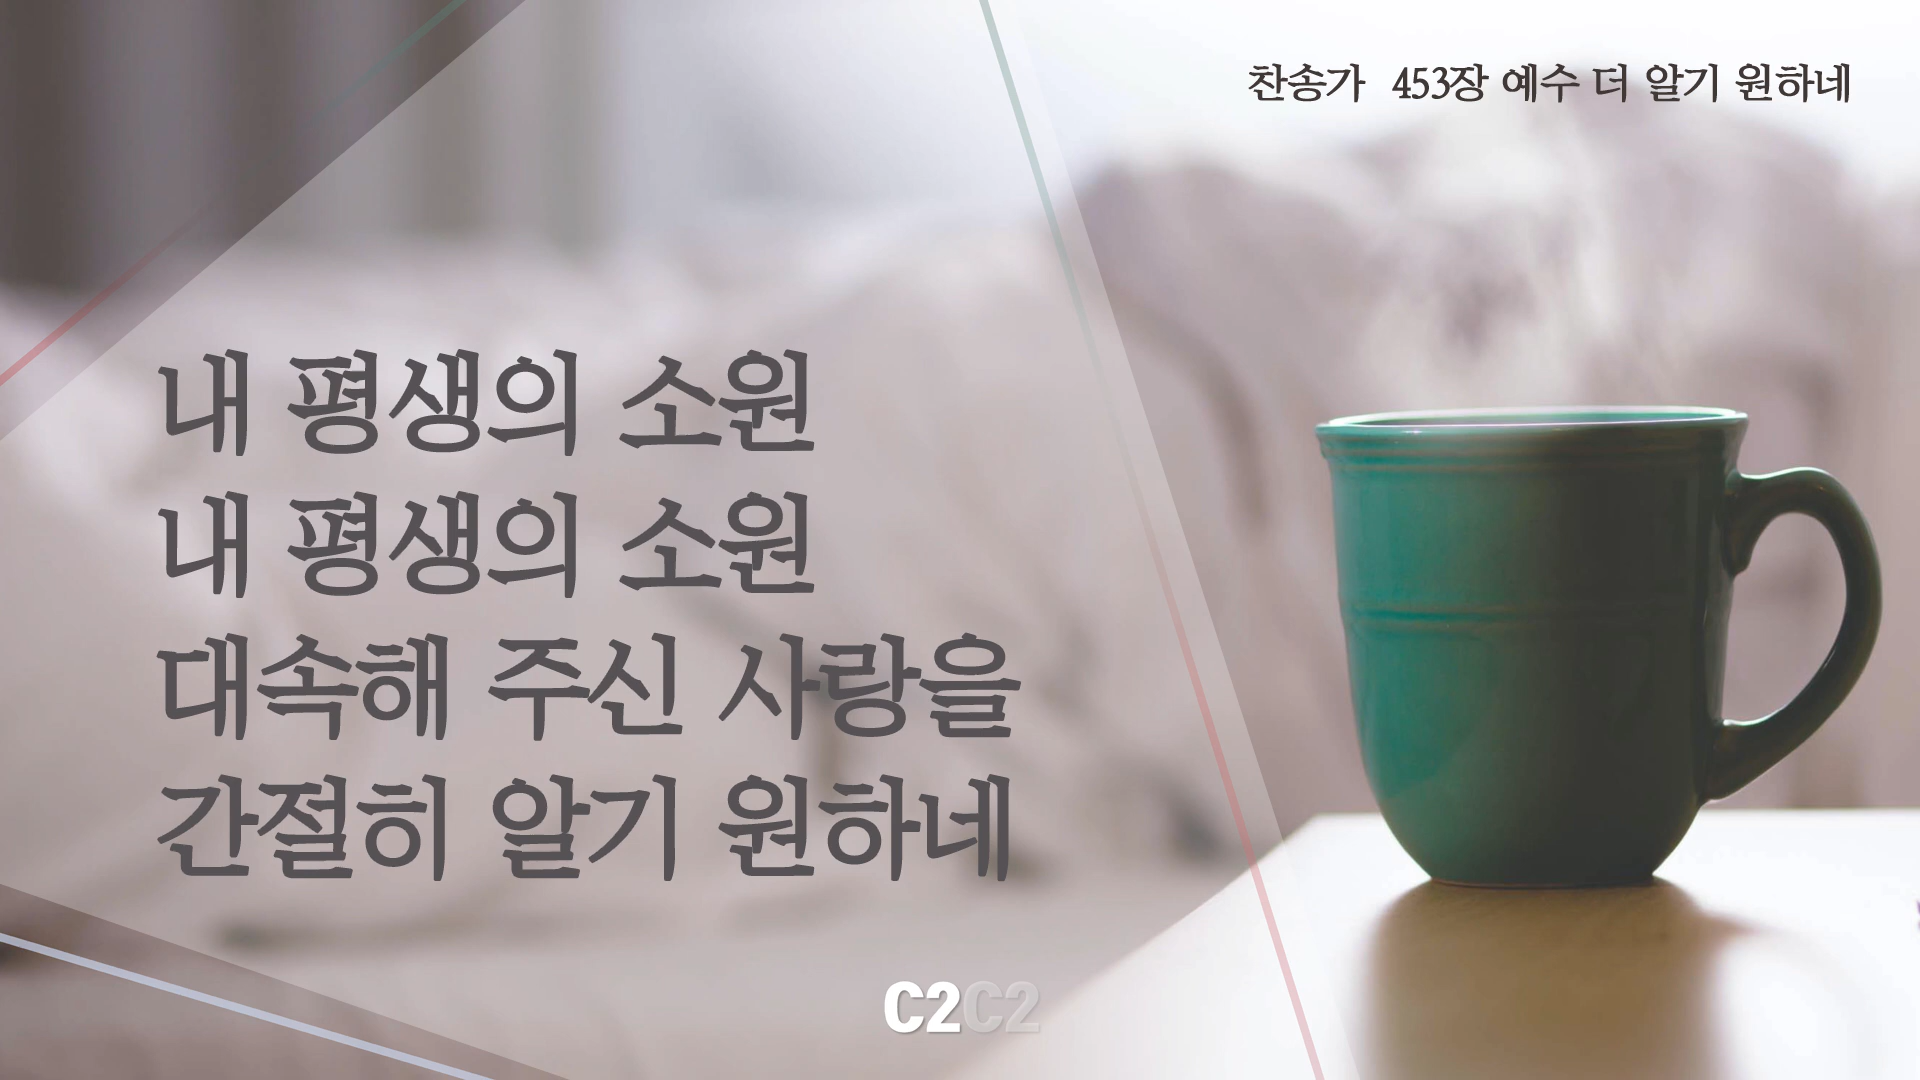 찬송가 453장 예수 더 알기 원하네
내 평생의 소원
내 평생의 소원
대속해 주신 사랑을
간절히 알기 원하네
C2C2